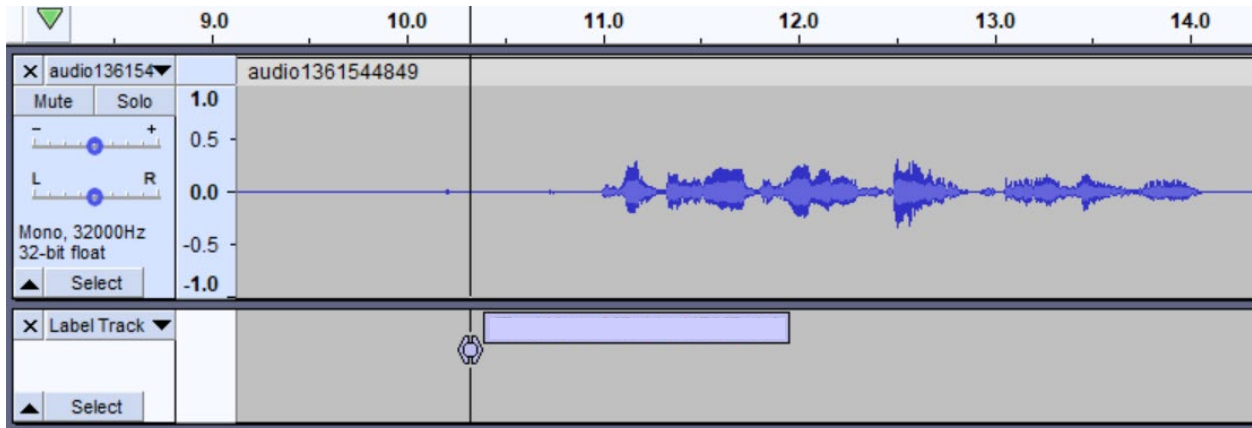 9.0 10.0 11.0 12.0 13.0 14.0
× audio136154▼ audio1361544849
Mute Solo 1.0
- + 0.5
L R 0.0
Mono, 32000Hz
32-bit float -0.5
▲ Select -1.0
× Label Track ▼
▲ Select